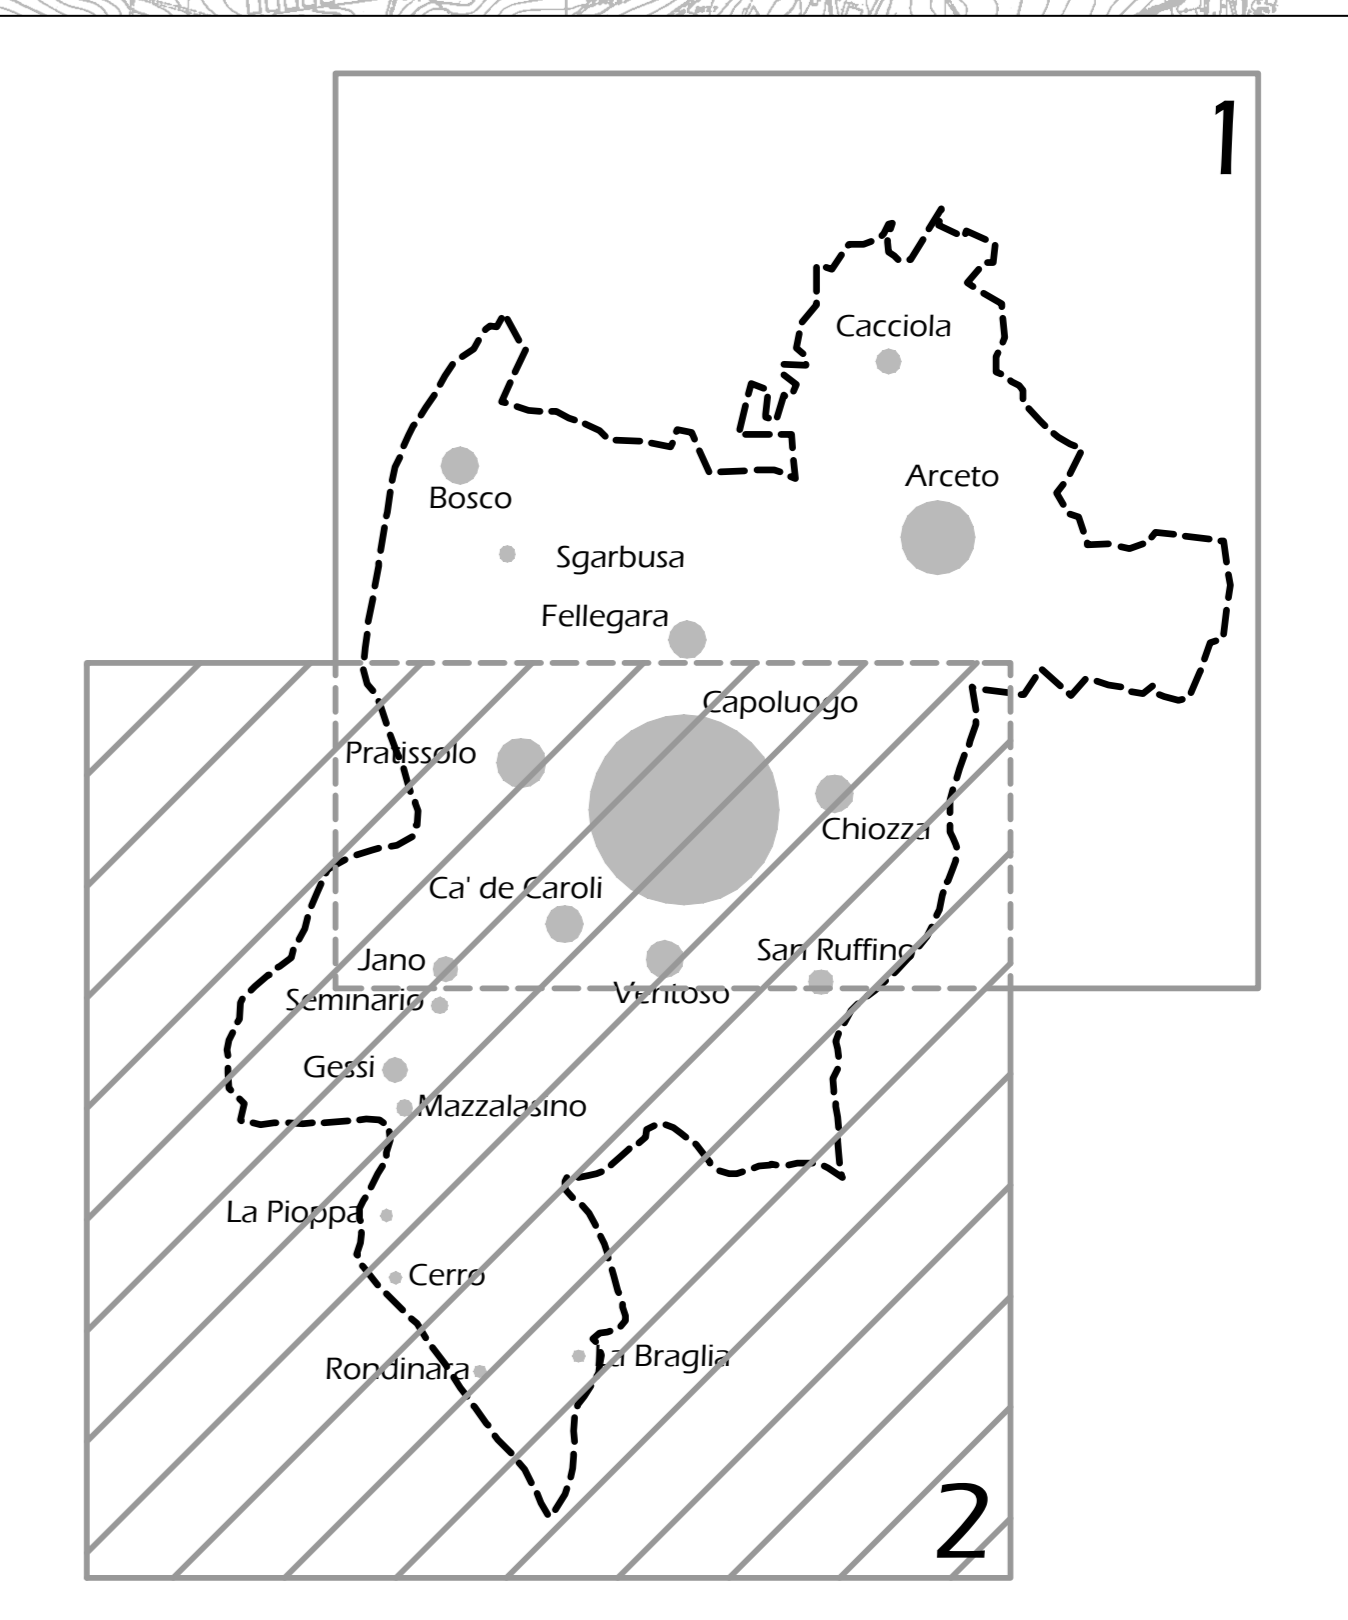 1
Cacciola
Arceto
Bosco
Sgarbusa
Fellegara
Capoluogo
Pratissolo
Chiozza
Ca' de Caroli
San Ruffino
Jano
Ventoso
Seminario
Gessi
Mazzalasino
La Pioppa
Cerro
La Braglia
Rondinara
2